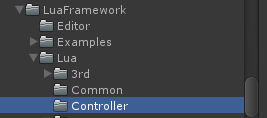 LuaFramework
Editor
Examples
Lua
3rd
Common
Controller